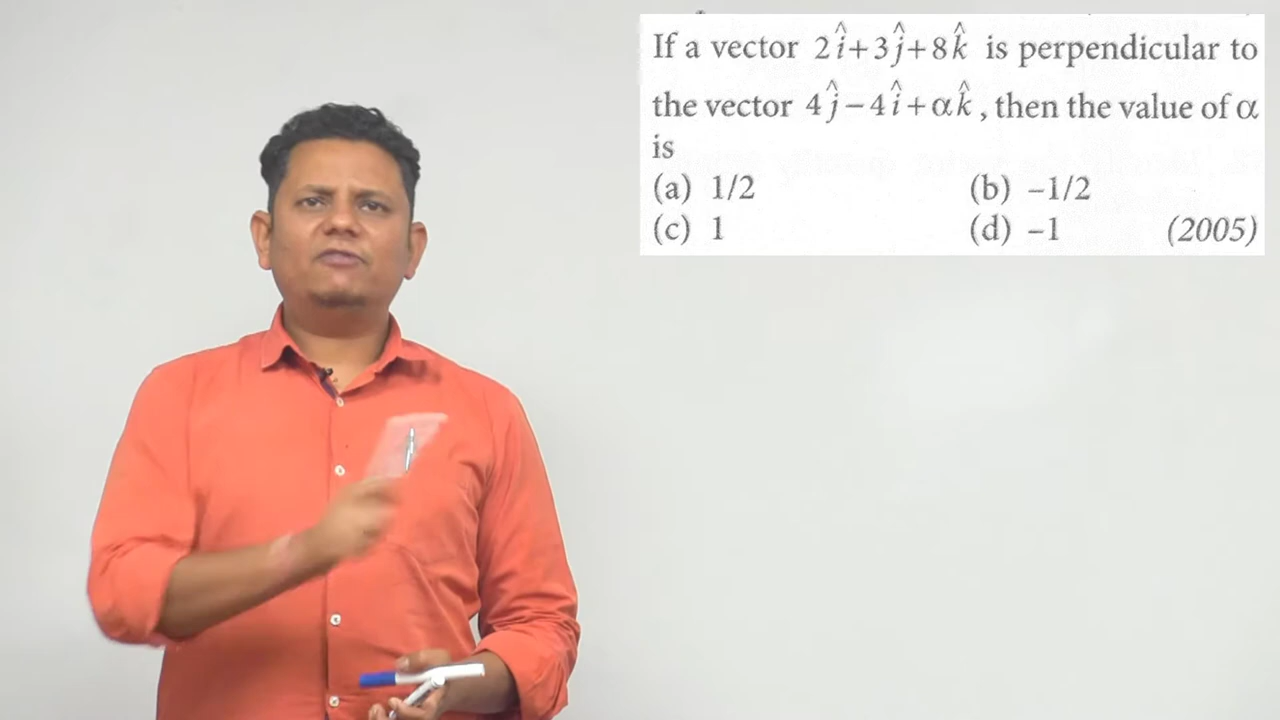 If a vector 2î+3ĵ+8k̂ is perpendicular to
the vector 4ĵ−4î+αk̂, then the value of α
is
(a) 1/2 (b) −1/2
(c) 1 (d) −1 (2005)